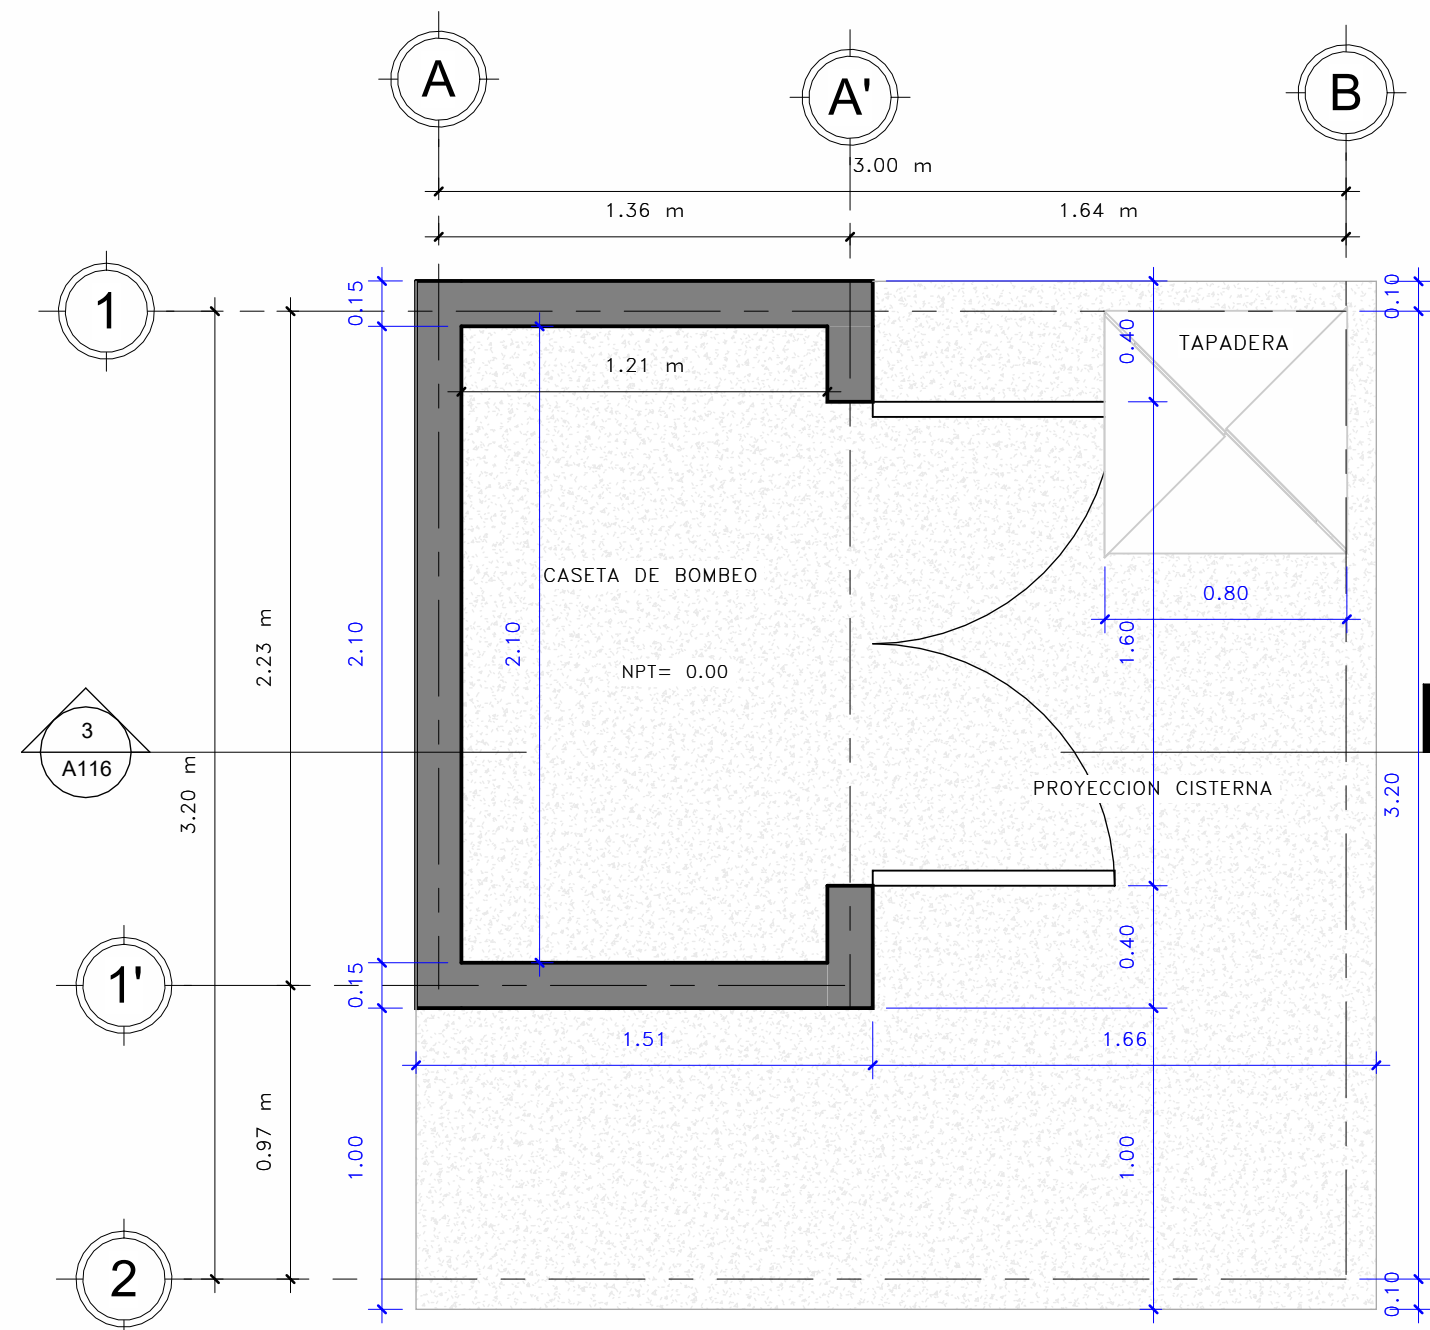 A
A'
B
3.00 m
1.36 m
1.64 m
1
0.15
0.10
0.40
TAPADERA
1.21 m
CASETA DE BOMBEO
0.80
2.23 m
2.10
2.10
1.60
NPT= 0.00
3
A116
3.20 m
PROYECCION CISTERNA
3.20
1'
0.15
0.40
1.51
1.66
0.97 m
1.00
1.00
2
0.10